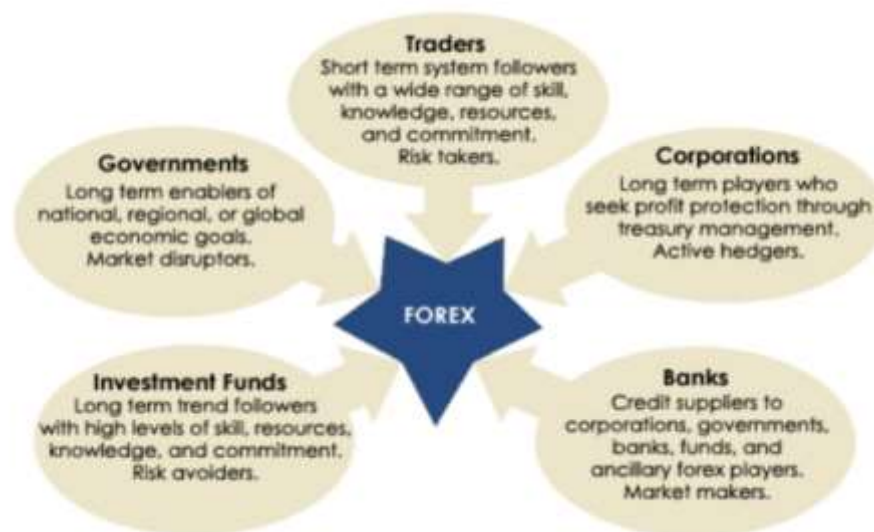 Traders
Short term system followers
with a wide range of skill,
knowledge, resources,
and commitment.
Risk takers.
Governments
Long term enablers of
national, regional, or global
economic goals.
Market disruptors.
Corporations
Long term players who
seek profit protection through
treasury management.
Active hedgers.
FOREX
Investment Funds
Long term trend followers
with high levels of skill, resources,
knowledge, and commitment.
Risk avoiders.
Banks
Credit suppliers to
corporations, governments,
banks, funds, and
ancillary forex players.
Market makers.